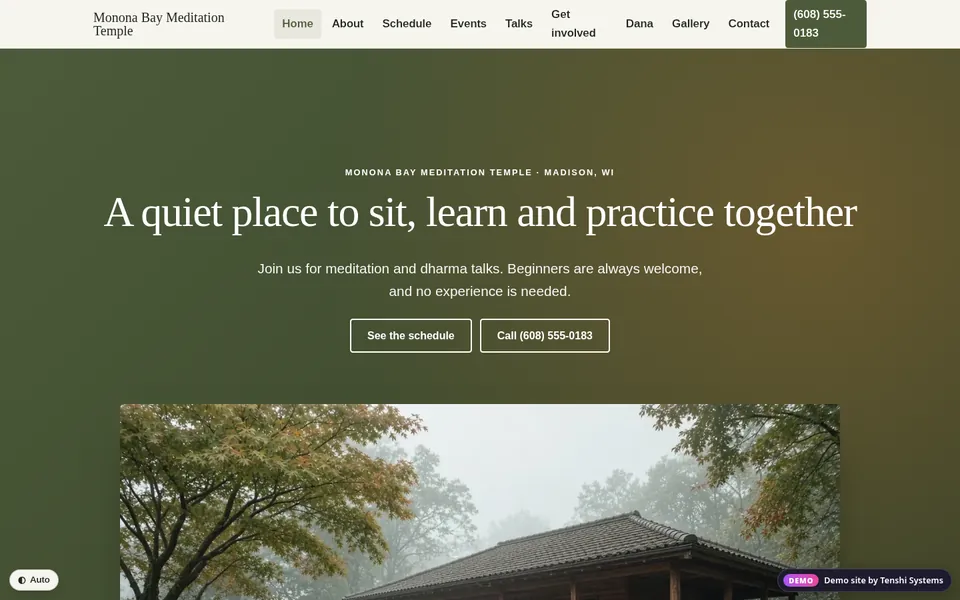 Monona Bay Meditation
Temple
Home
About
Schedule
Events
Talks
Get
involved
Dana
Gallery
Contact
(608) 555-
0183
MONONA BAY MEDITATION TEMPLE · MADISON, WI
A quiet place to sit, learn and practice together
Join us for meditation and dharma talks. Beginners are always welcome,
and no experience is needed.
See the schedule
Call (608) 555-0183
Auto
DEMO Demo site by Tenshi Systems